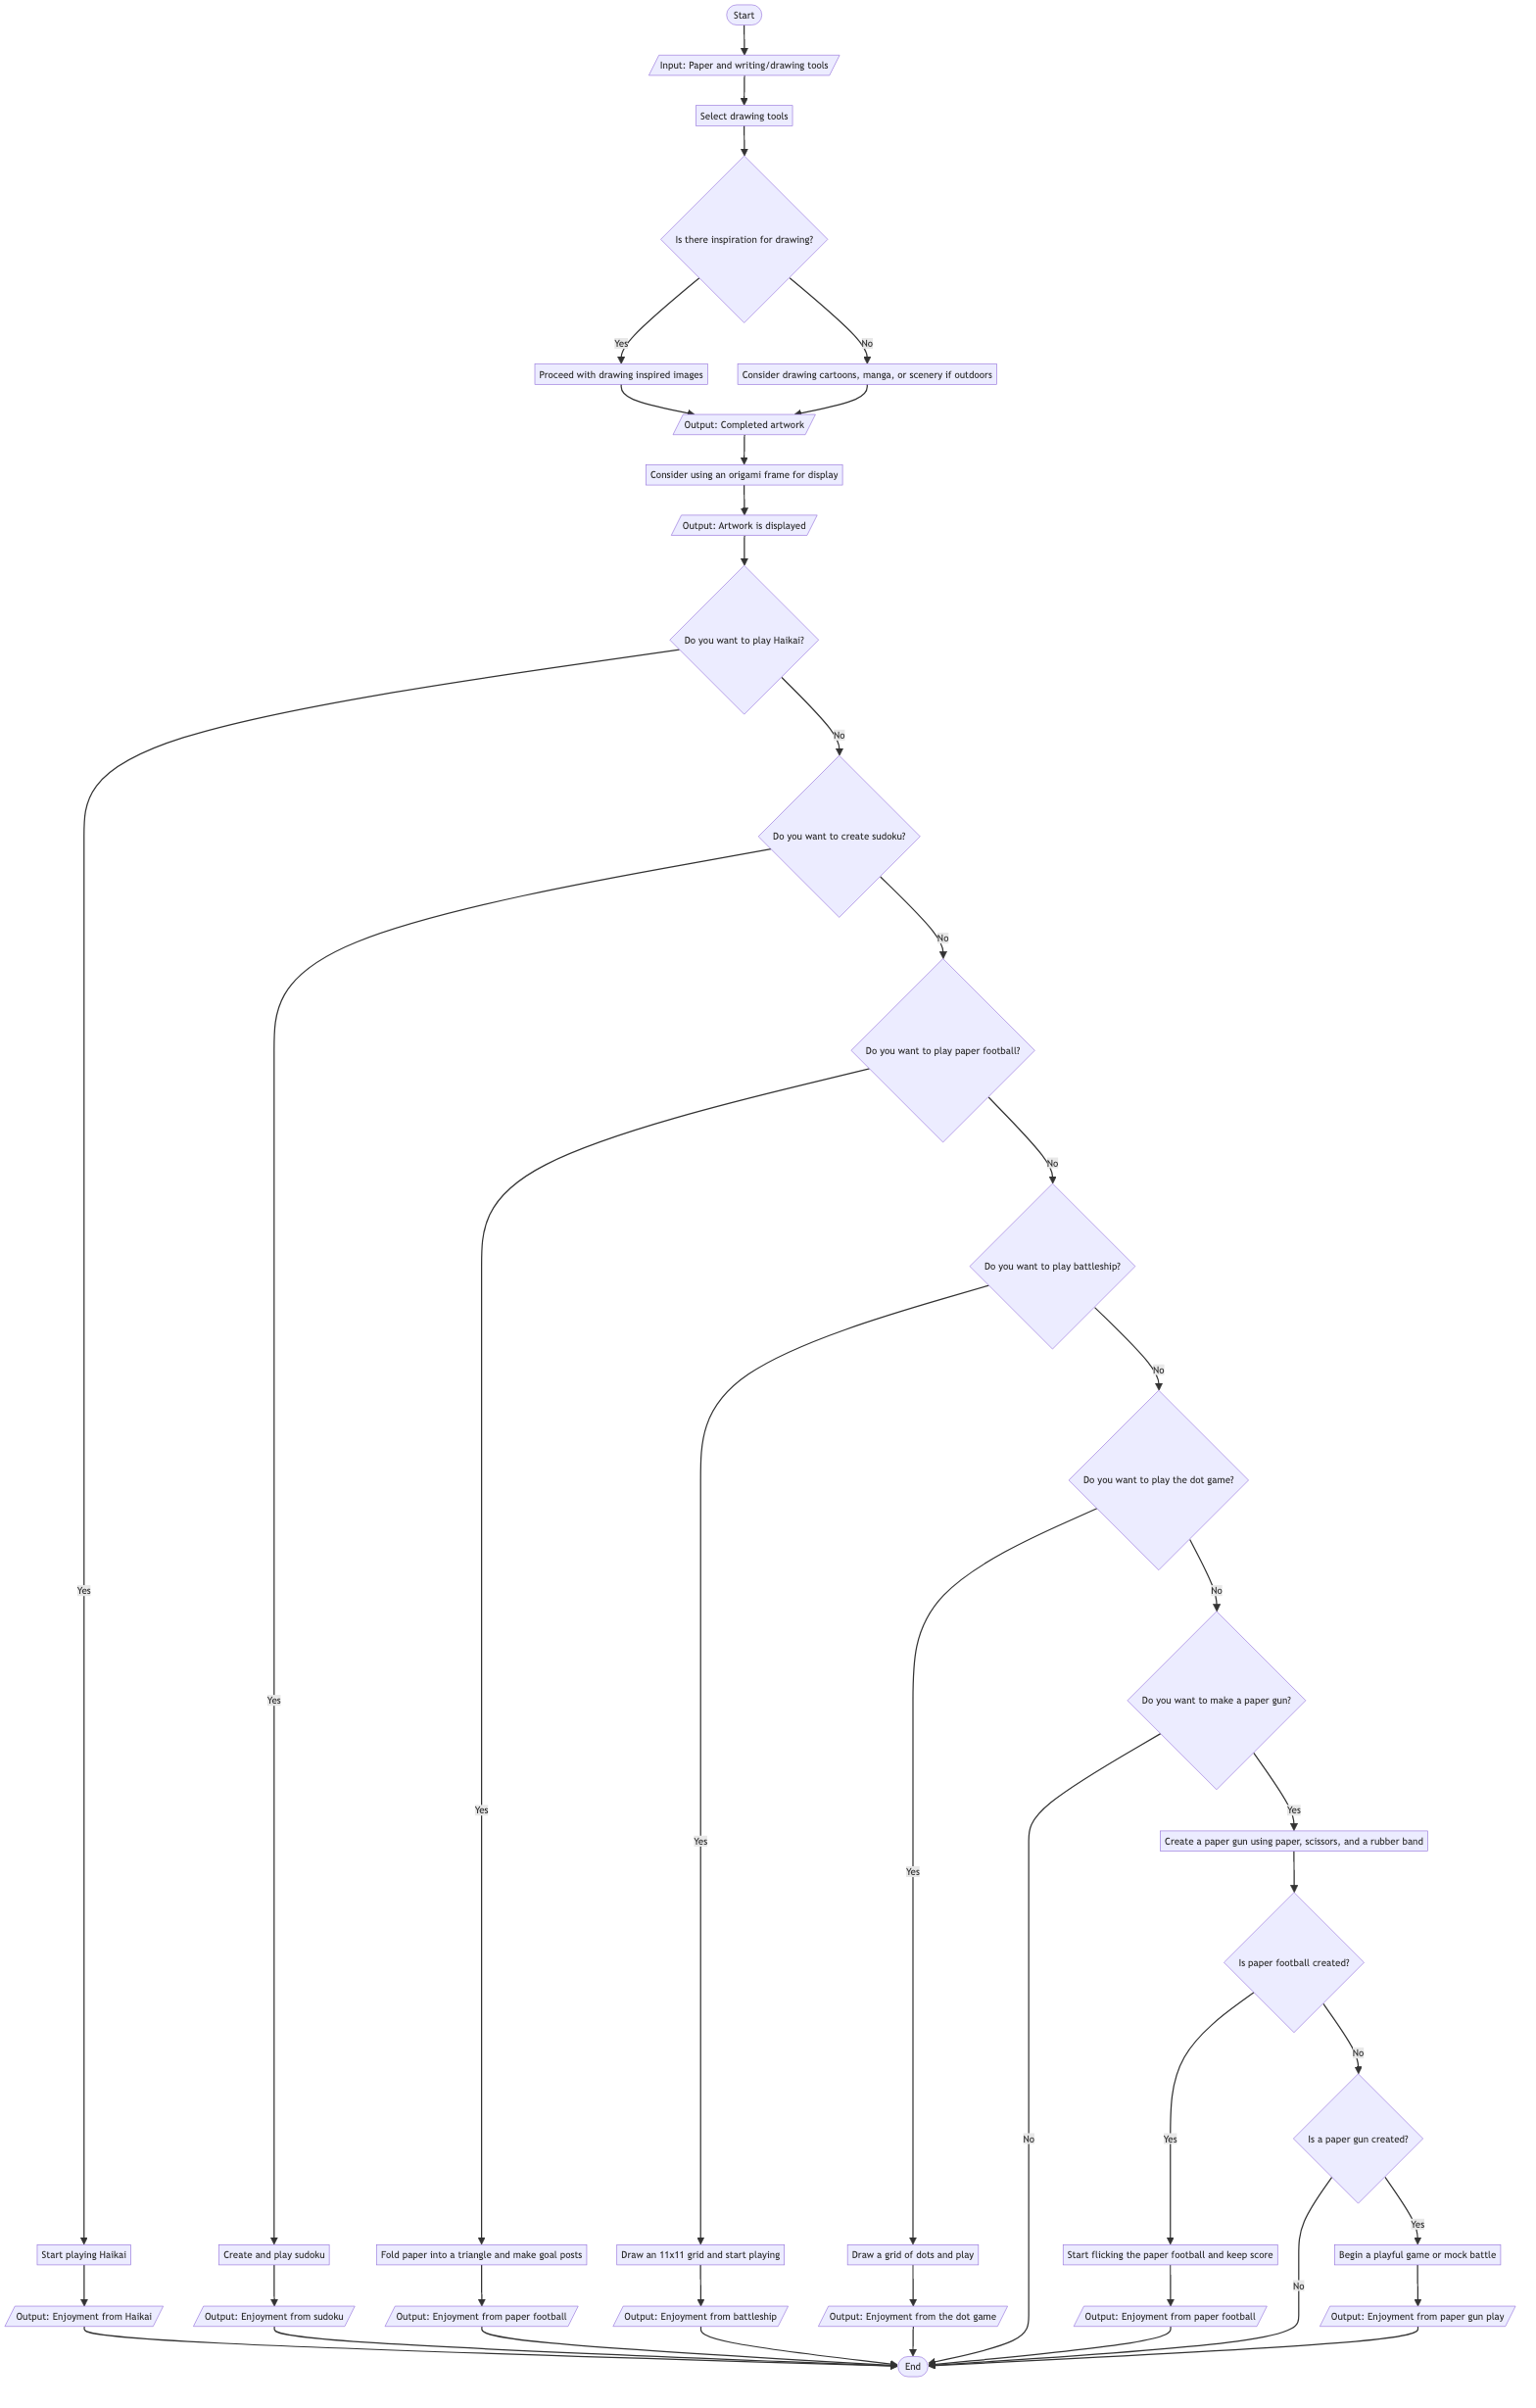 Start
Input: Paper and writing/drawing tools
Select drawing tools
Is there inspiration for drawing?
Yes
No
Proceed with drawing inspired images
Consider drawing cartoons, manga, or scenery if outdoors
Output: Completed artwork
Consider using an origami frame for display
Output: Artwork is displayed
Do you want to play Haikai?
No
Do you want to create sudoku?
No
Do you want to play paper football?
No
Do you want to play battleship?
No
Do you want to play the dot game?
Yes
No
Yes
Do you want to make a paper gun?
Yes
Yes
Yes
Create a paper gun using paper, scissors, and a rubber band
Yes
Yes
Is paper football created?
No
No
Yes
Is a paper gun created?
Yes
Start playing Haikai
Create and play sudoku
Fold paper into a triangle and make goal posts
Draw an 11x11 grid and start playing
Draw a grid of dots and play
Start flicking the paper football and keep score
Begin a playful game or mock battle
No
Output: Enjoyment from Haikai
Output: Enjoyment from sudoku
Output: Enjoyment from paper football
Output: Enjoyment from battleship
Output: Enjoyment from the dot game
Output: Enjoyment from paper football
Output: Enjoyment from paper gun play
End